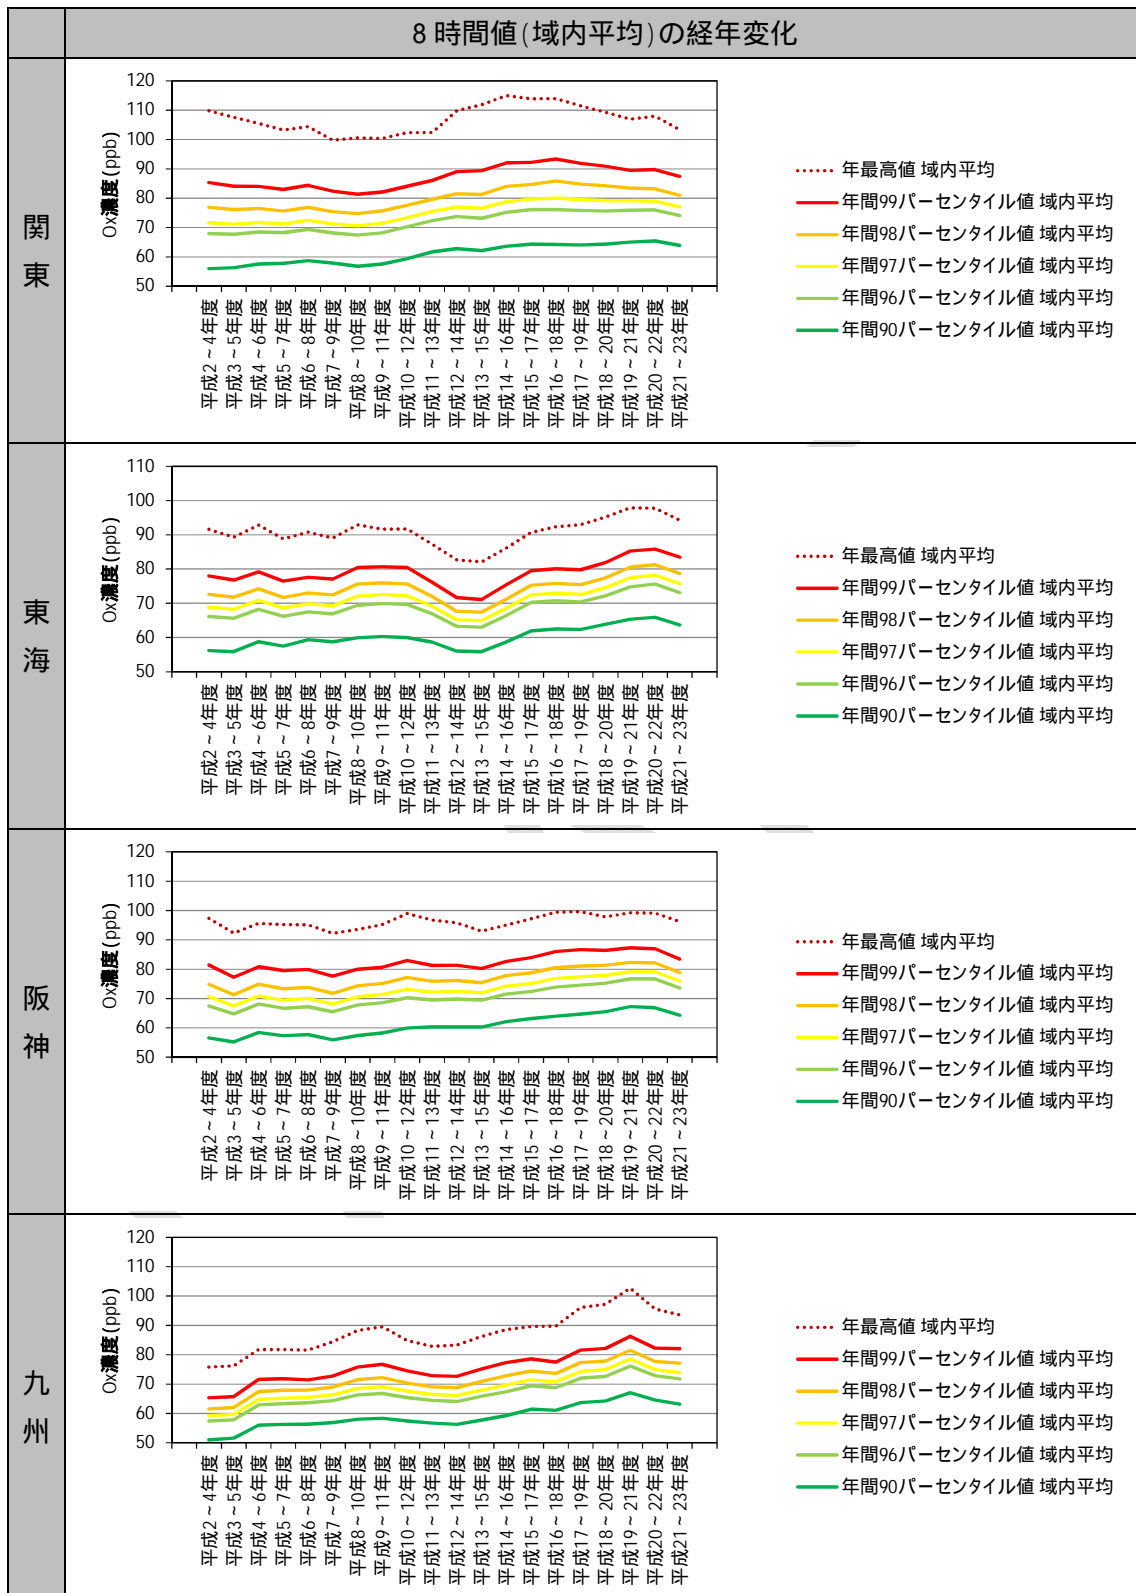 8時間値(域内平均)の経年変化
関東
120
110
100
90
80
70
60
50
Ox濃度(ppb)
平成2~4年度
平成3~5年度
平成4~6年度
平成5~7年度
平成6~8年度
平成7~9年度
平成8~10年度
平成9~11年度
平成10~12年度
平成11~13年度
平成12~14年度
平成13~15年度
平成14~16年度
平成15~17年度
平成16~18年度
平成17~19年度
平成18~20年度
平成19~21年度
平成20~22年度
平成21~23年度
年最高値 域内平均
年間99パーセンタイル値 域内平均
年間98パーセンタイル値 域内平均
年間97パーセンタイル値 域内平均
年間96パーセンタイル値 域内平均
年間90パーセンタイル値 域内平均
東海
110
100
90
80
70
60
50
Ox濃度(ppb)
平成2~4年度
平成3~5年度
平成4~6年度
平成5~7年度
平成6~8年度
平成7~9年度
平成8~10年度
平成9~11年度
平成10~12年度
平成11~13年度
平成12~14年度
平成13~15年度
平成14~16年度
平成15~17年度
平成16~18年度
平成17~19年度
平成18~20年度
平成19~21年度
平成20~22年度
平成21~23年度
年最高値 域内平均
年間99パーセンタイル値 域内平均
年間98パーセンタイル値 域内平均
年間97パーセンタイル値 域内平均
年間96パーセンタイル値 域内平均
年間90パーセンタイル値 域内平均
阪神
120
110
100
90
80
70
60
50
Ox濃度(ppb)
平成2~4年度
平成3~5年度
平成4~6年度
平成5~7年度
平成6~8年度
平成7~9年度
平成8~10年度
平成9~11年度
平成10~12年度
平成11~13年度
平成12~14年度
平成13~15年度
平成14~16年度
平成15~17年度
平成16~18年度
平成17~19年度
平成18~20年度
平成19~21年度
平成20~22年度
平成21~23年度
年最高値 域内平均
年間99パーセンタイル値 域内平均
年間98パーセンタイル値 域内平均
年間97パーセンタイル値 域内平均
年間96パーセンタイル値 域内平均
年間90パーセンタイル値 域内平均
九州
120
110
100
90
80
70
60
50
Ox濃度(ppb)
平成2~4年度
平成3~5年度
平成4~6年度
平成5~7年度
平成6~8年度
平成7~9年度
平成8~10年度
平成9~11年度
平成10~12年度
平成11~13年度
平成12~14年度
平成13~15年度
平成14~16年度
平成15~17年度
平成16~18年度
平成17~19年度
平成18~20年度
平成19~21年度
平成20~22年度
平成21~23年度
年最高値 域内平均
年間99パーセンタイル値 域内平均
年間98パーセンタイル値 域内平均
年間97パーセンタイル値 域内平均
年間96パーセンタイル値 域内平均
年間90パーセンタイル値 域内平均